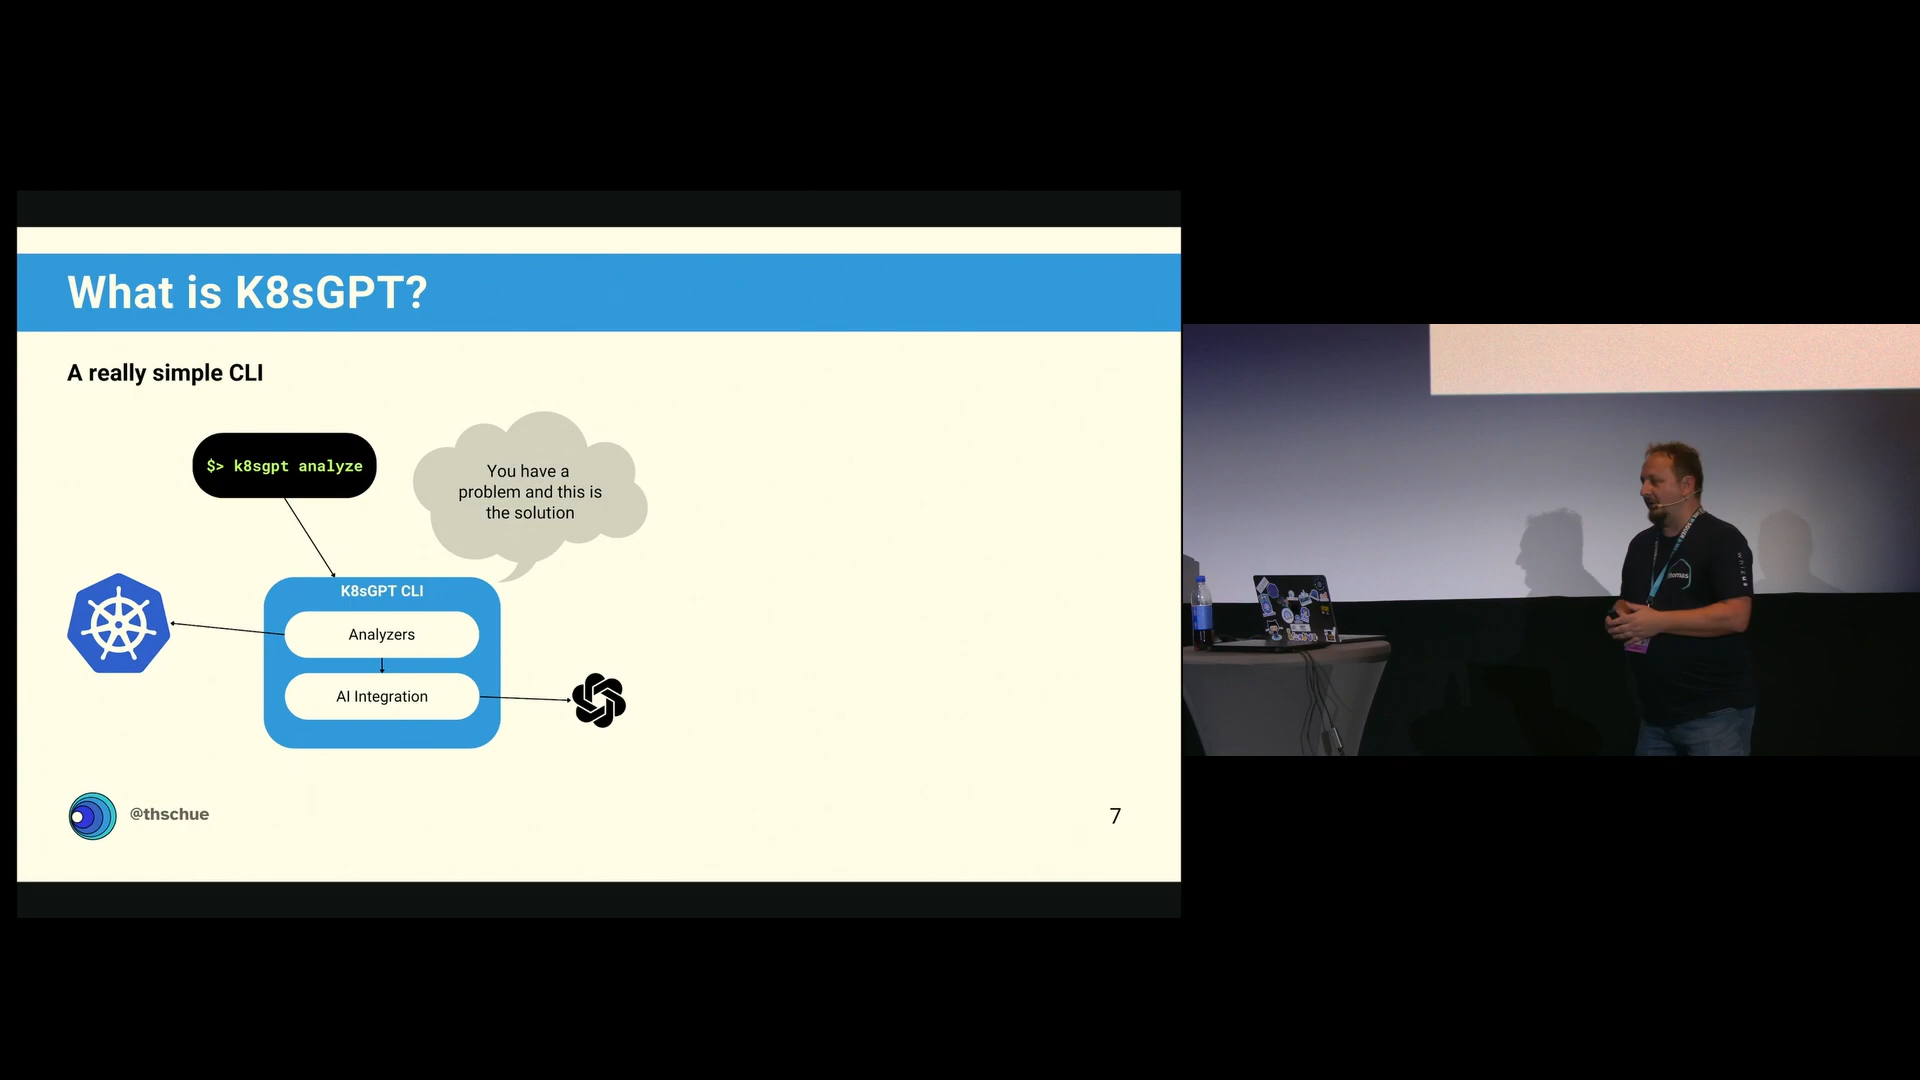 What is K8sGPT?
A really simple CLI
$> k8sgpt analyze
You have a
problem and this is
the solution
K8sGPT CLI
Analyzers
AI Integration
@thschue
7
thomas